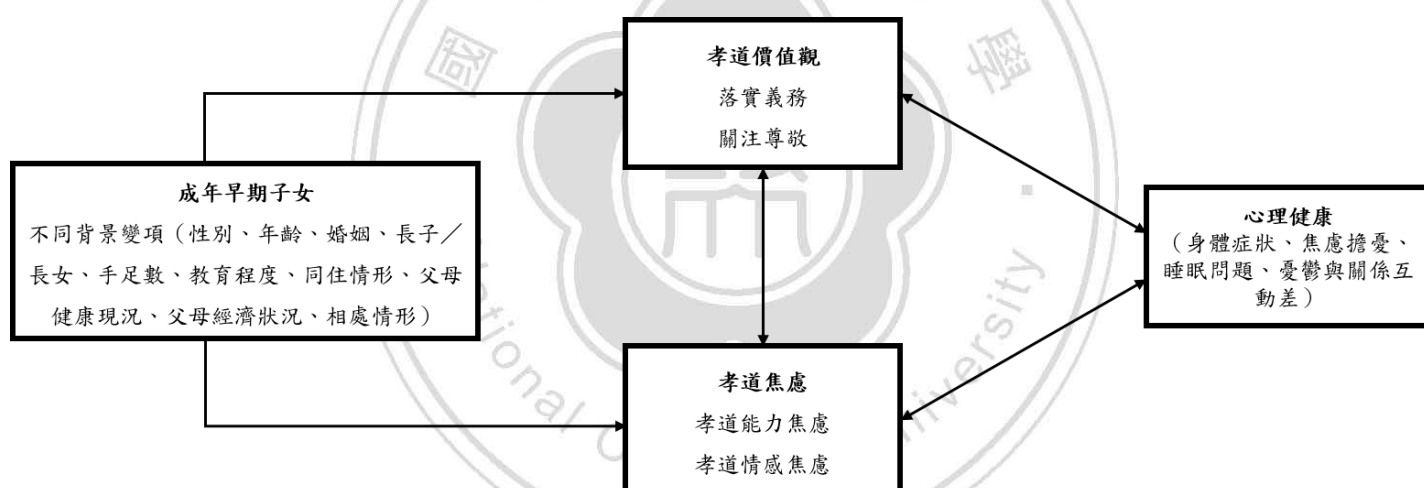 孝道價值觀
落實義務
關注尊敬
成年早期子女
不同背景變項（性別、年齡、婚姻、長子／
長女、手足數、教育程度、同住情形、父母
健康現況、父母經濟狀況、相處情形）
心理健康
（身體症狀、焦慮擔憂、
睡眠問題、憂鬱與關係互
動差）
孝道焦慮
孝道能力焦慮
孝道情感焦慮
國
學
University